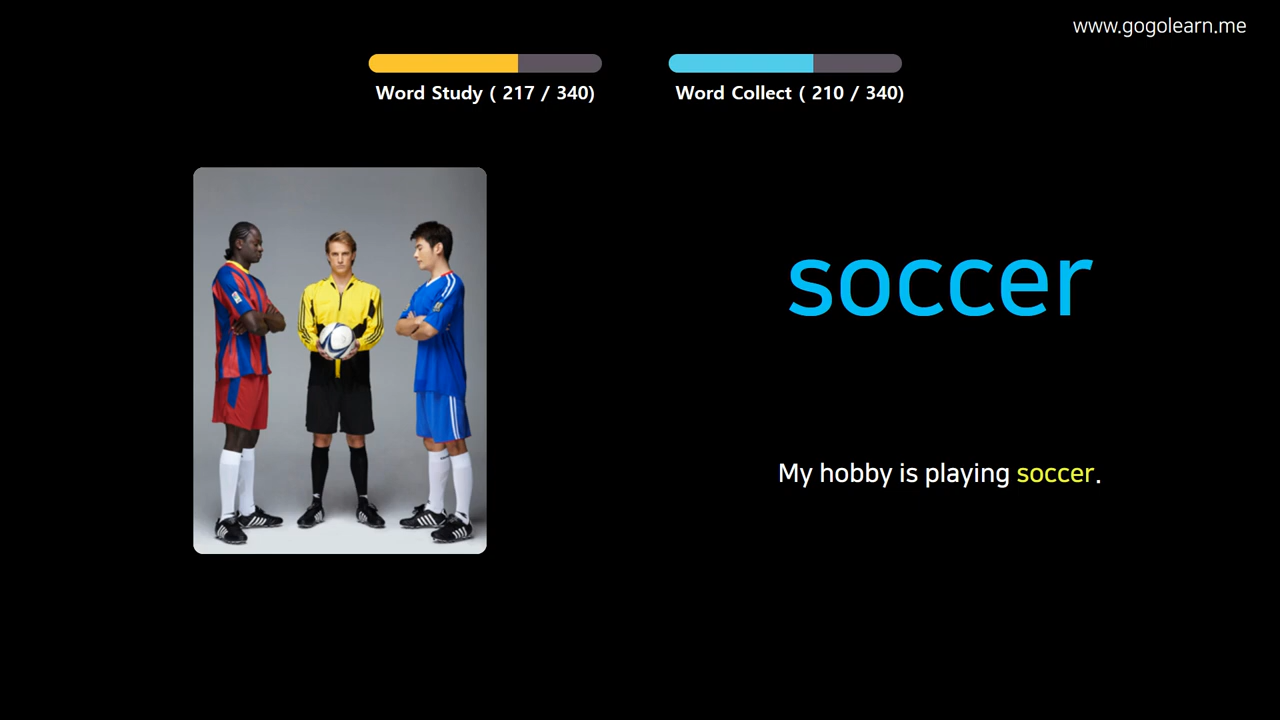 www.gogolearn.me
Word Study ( 217 / 340)
Word Collect ( 210 / 340)
soccer
My hobby is playing soccer.